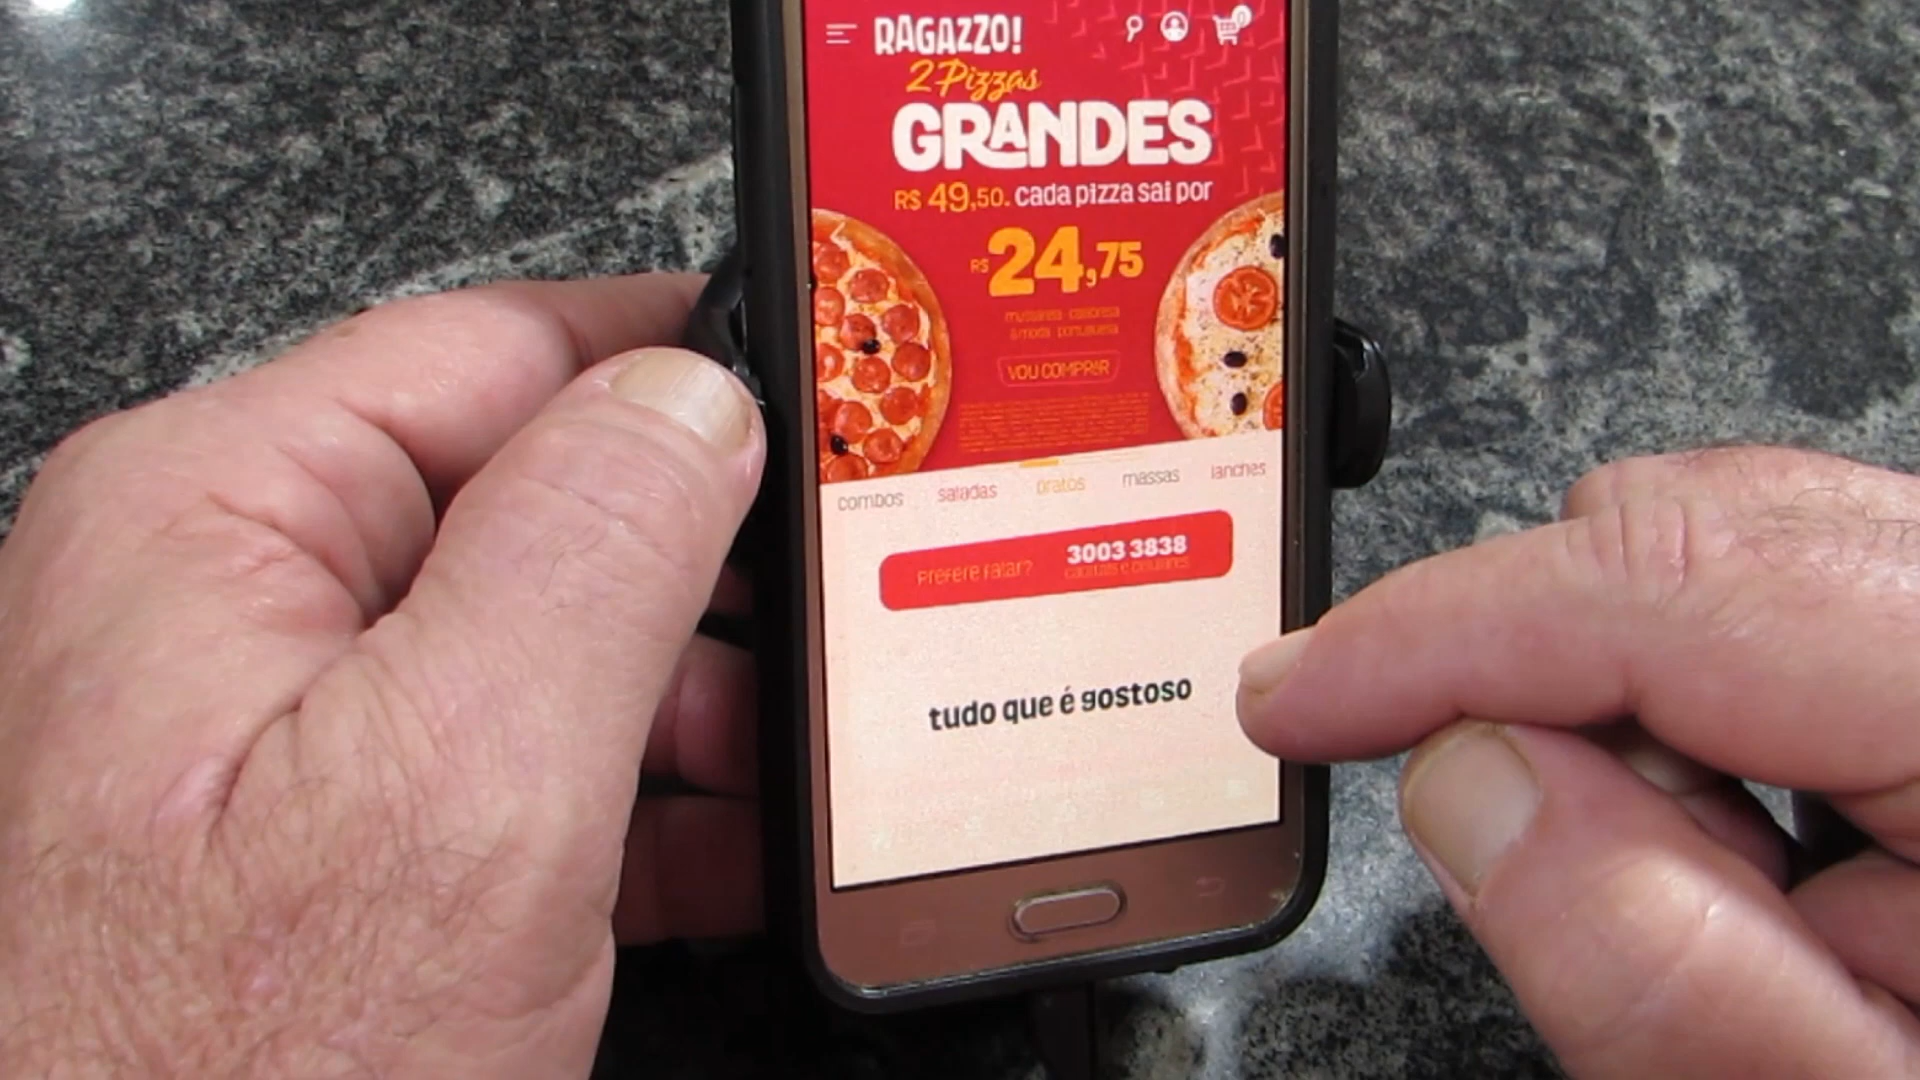 RAGAZZO!
0
2 Pizzas
GRANDES
R$ 49,50. cada pizza sai por
R$ 24,75
VOU COMPRAR
combos saladas pratos massas lanches
Prefere falar? 3003 3838
tudo que é gostoso